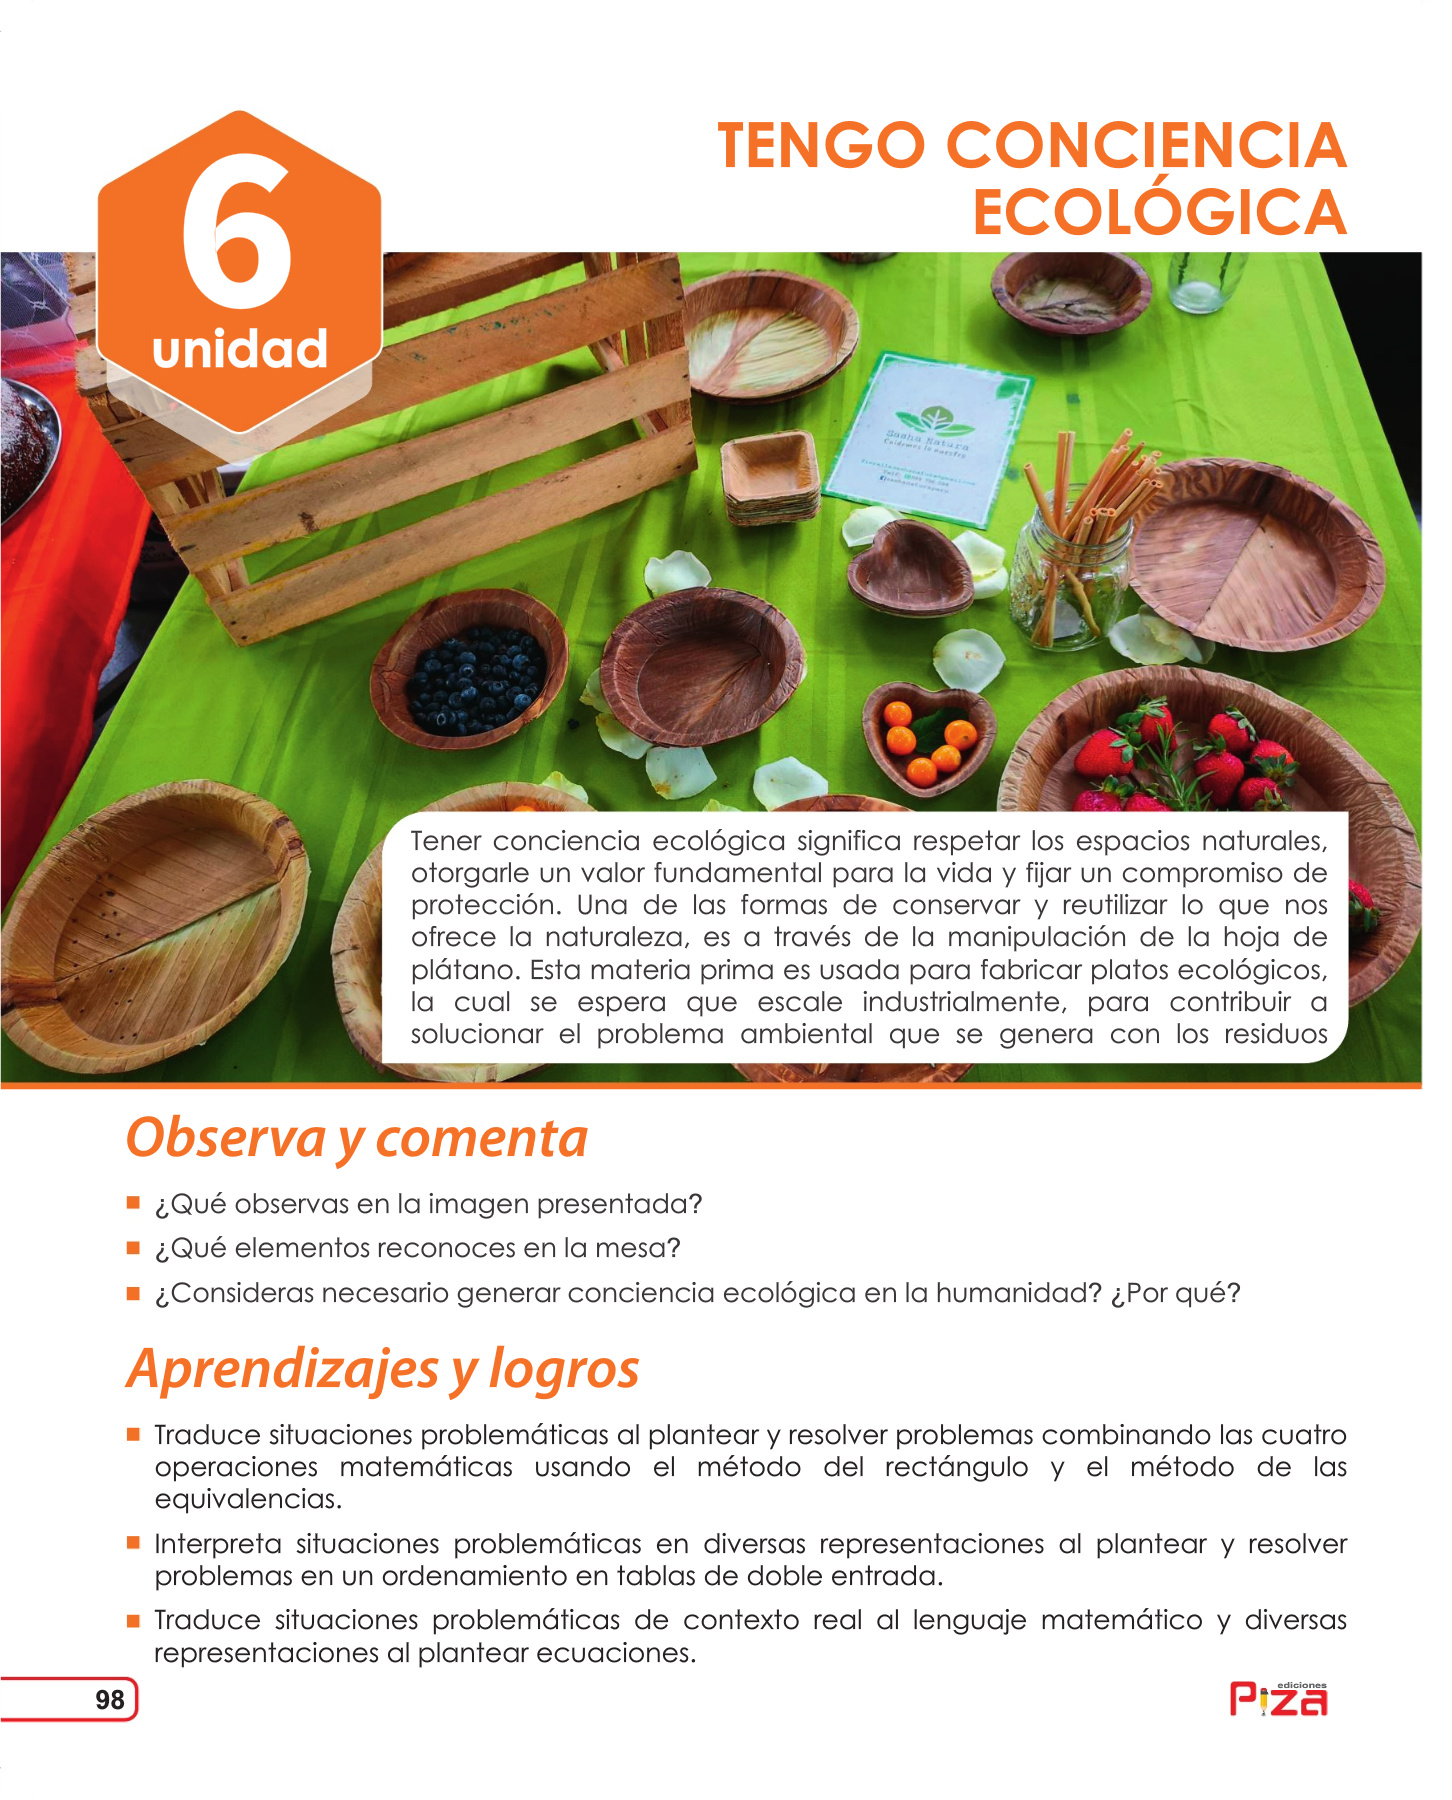 TENGO CONCIENCIA
ECOLÓGICA
6
unidad
Sasha Natura
Cuidemos lo nuestro
Tener conciencia ecológica significa respetar los espacios naturales,
otorgarle un valor fundamental para la vida y fijar un compromiso de
protección. Una de las formas de conservar y reutilizar lo que nos
ofrece la naturaleza, es a través de la manipulación de la hoja de
plátano. Esta materia prima es usada para fabricar platos ecológicos,
la cual se espera que escale industrialmente, para contribuir a
solucionar el problema ambiental que se genera con los residuos
Observa y comenta
¿Qué observas en la imagen presentada?
¿Qué elementos reconoces en la mesa?
¿Consideras necesario generar conciencia ecológica en la humanidad? ¿Por qué?
Aprendizajes y logros
Traduce situaciones problemáticas al plantear y resolver problemas combinando las cuatro
operaciones matemáticas usando el método del rectángulo y el método de las
equivalencias.
Interpreta situaciones problemáticas en diversas representaciones al plantear y resolver
problemas en un ordenamiento en tablas de doble entrada.
Traduce situaciones problemáticas de contexto real al lenguaje matemático y diversas
representaciones al plantear ecuaciones.
98
ediciones
Piza